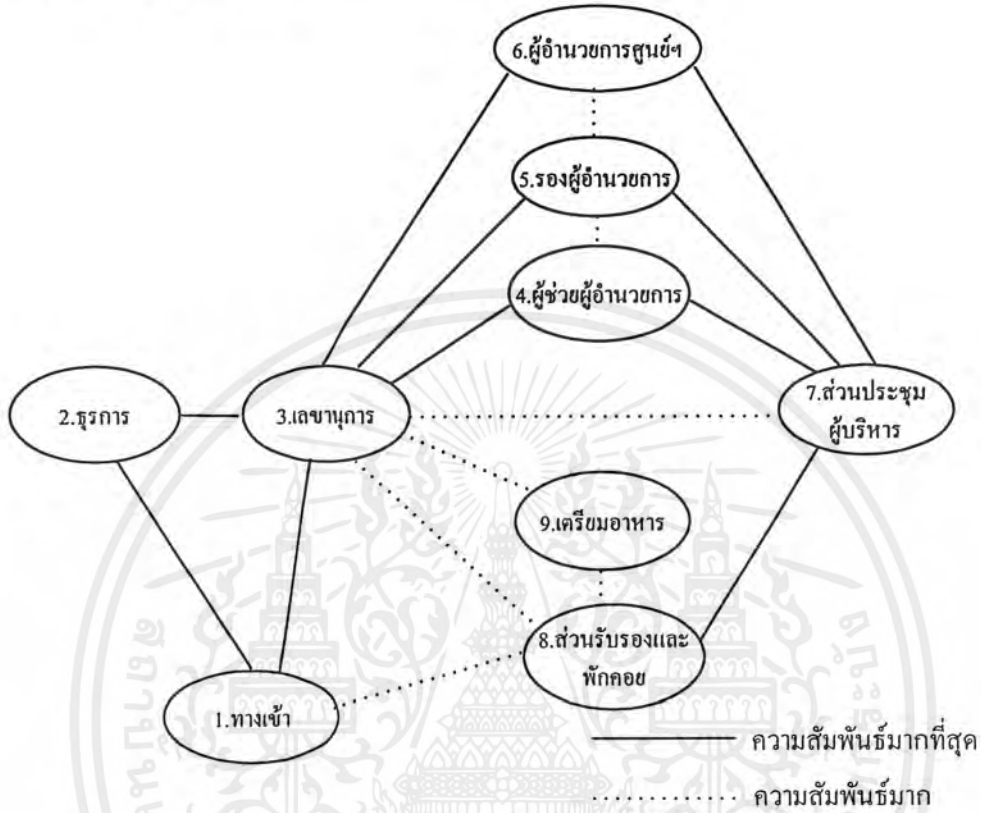 6.ผู้อำนวยการศูนย์ฯ
5.รองผู้อำนวยการ
4.ผู้ช่วยผู้อำนวยการ
2.ธุรการ
3.เลขานุการ
7.ส่วนประชุม
ผู้บริหาร
9.เตรียมอาหาร
8.ส่วนรับรองและ
พักคอย
1.ทางเข้า
ความสัมพันธ์มากที่สุด
ความสัมพันธ์มาก